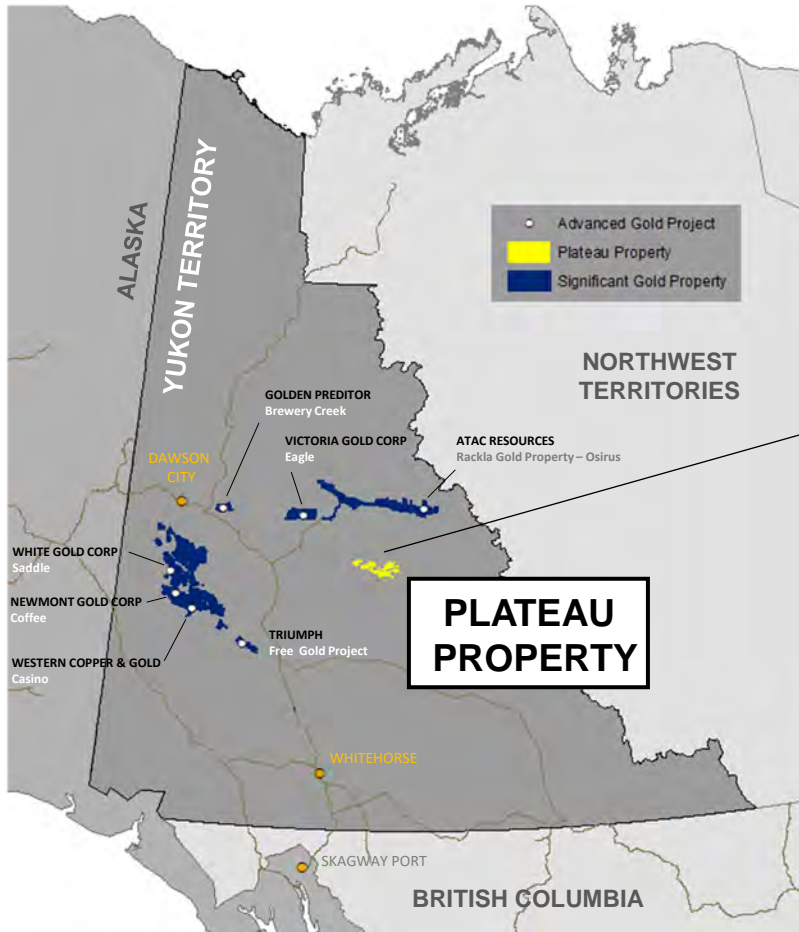 Advanced Gold Project
Plateau Property
Significant Gold Property
ALASKA
YUKON TERRITORY
NORTHWEST
TERRITORIES
GOLDEN PREDITOR
Brewery Creek
VICTORIA GOLD CORP
Eagle
ATAC RESOURCES
Rackla Gold Property – Osirus
DAWSON
CITY
WHITE GOLD CORP
Saddle
NEWMONT GOLD CORP
Coffee
WESTERN COPPER & GOLD
Casino
TRIUMPH
Free Gold Project
PLATEAU
PROPERTY
WHITEHORSE
SKAGWAY PORT
BRITISH COLUMBIA